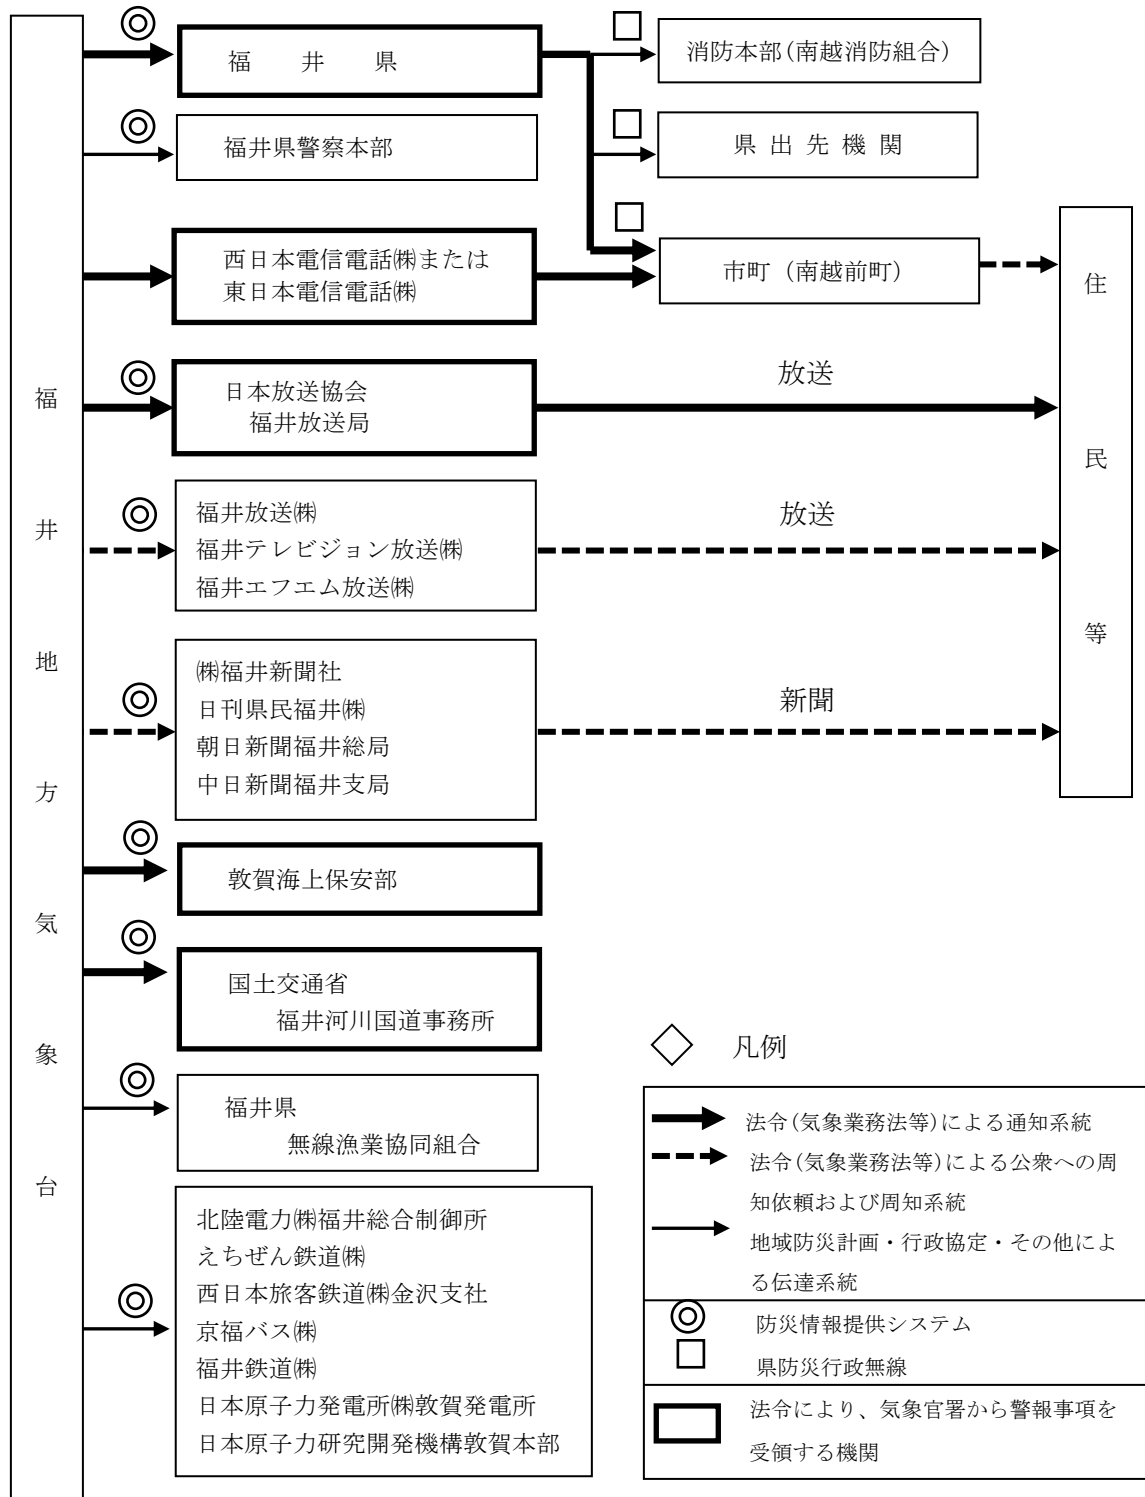 福井地方気象台
福井県
消防本部(南越消防組合)
福井県警察本部
県出先機関
西日本電信電話㈱または
東日本電信電話㈱
市町（南越前町）
住民等
日本放送協会
福井放送局
放送
福井放送㈱
福井テレビジョン放送㈱
福井エフエム放送㈱
放送
㈱福井新聞社
日刊県民福井㈱
朝日新聞福井総局
中日新聞福井支局
新聞
敦賀海上保安部
国土交通省
福井河川国道事務所
福井県
無線漁業協同組合
北陸電力㈱福井総合制御所
えちぜん鉄道㈱
西日本旅客鉄道㈱金沢支社
京福バス㈱
福井鉄道㈱
日本原子力発電所㈱敦賀発電所
日本原子力研究開発機構敦賀本部
凡例
法令(気象業務法等)による通知系統
法令(気象業務法等)による公衆への周
知依頼および周知系統
地域防災計画・行政協定・その他によ
る伝達系統
防災情報提供システム
県防災行政無線
法令により、気象官署から警報事項を
受領する機関